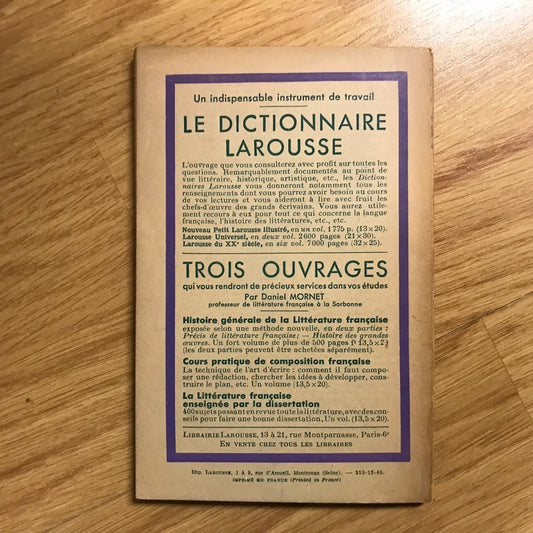 Un indispensable instrument de travail
LE DICTIONNAIRE
LAROUSSE
L'ouvrage que vous consulterez avec profit sur toutes les
questions. Remarquablement documentés au point de
vue littéraire, historique, artistique, etc., les Diction-
naires Larousse vous donneront notamment tous les
renseignements dont vous pourrez avoir besoin au cours
de vos lectures et vous aideront à lire avec fruit les
chefs-d'œuvre des grands écrivains. Vous aurez utile-
ment recours à eux pour tout ce qui concerne la langue
française, l'histoire des littératures, etc., etc.
Nouveau Petit Larousse illustré, en un vol. 1775 p. (13×20).
Larousse Universel, en deux vol. 2600 pages (21×30).
Larousse du XXe siècle, en six vol. 7000 pages (32×25).
TROIS OUVRAGES
qui vous rendront de précieux services dans vos études
Par Daniel MORNET
professeur de littérature française à la Sorbonne
Histoire générale de la Littérature française
exposée selon une méthode nouvelle, en deux parties :
Précis de littérature française; — Histoire des grandes
œuvres. Un fort volume de plus de 500 pages
(les deux parties peuvent être achetées séparément).
Cours pratique de composition française
La technique de l'art d'écrire : comment il faut compo-
ser une rédaction, chercher les idées à développer, cons-
truire le plan, etc. Un volume (13,5×20).
La Littérature française
enseignée par la dissertation
400 sujets passant en revue toute la littérature, avec des con-
seils pour faire une bonne dissertation. Un vol. (13,5×20).
LIBRAIRIE LAROUSSE, 13 à 21, rue Montparnasse, Paris-6e
EN VENTE CHEZ TOUS LES LIBRAIRES
Imp. LAROUSSE, 1 à 9, rue d'Arcueil, Montrouge (Seine). — 253-12-45.
IMPRIMÉ EN FRANCE (Printed in France)